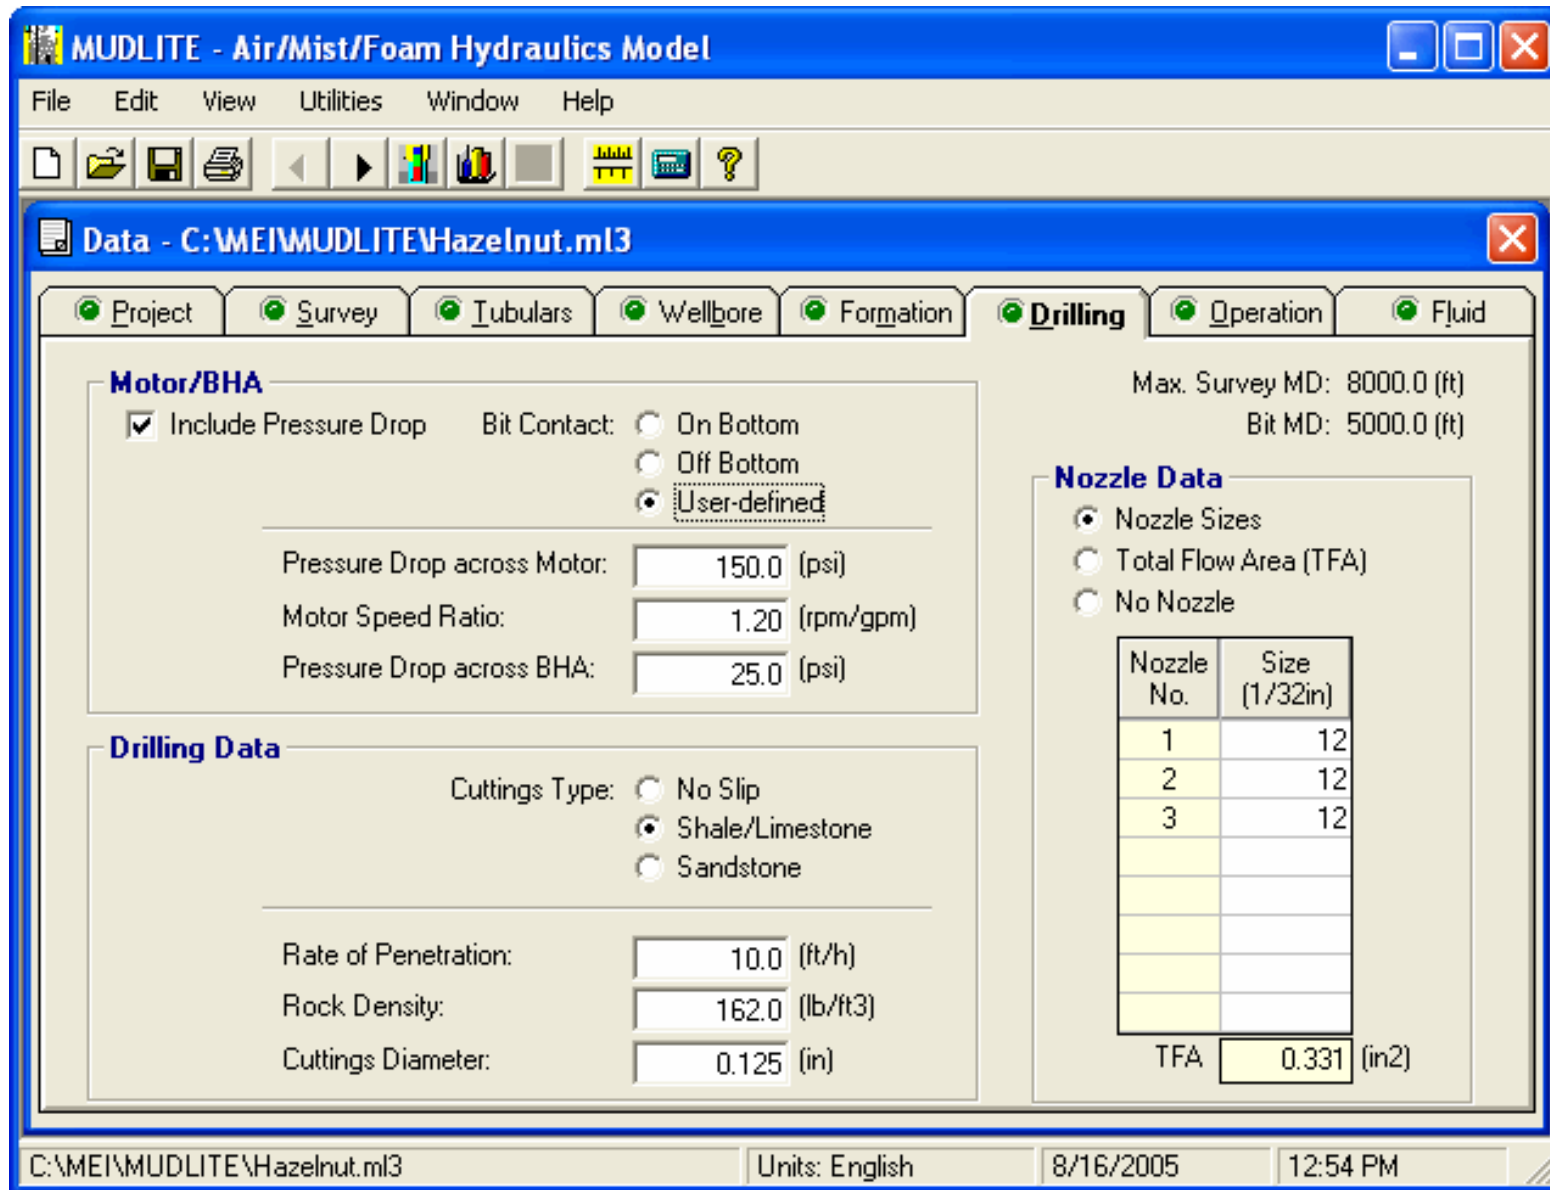 MUDLITE - Air/Mist/Foam Hydraulics Model
File Edit View Utilities Window Help
Data - C:\MEI\MUDLITE\Hazelnut.ml3
Project Survey Tubulars Wellbore Formation Drilling Operation Fluid
Motor/BHA
Include Pressure Drop Bit Contact: On Bottom
Off Bottom
User-defined
Pressure Drop across Motor: 150.0 (psi)
Motor Speed Ratio: 1.20 (rpm/gpm)
Pressure Drop across BHA: 25.0 (psi)
Drilling Data
Cuttings Type: No Slip
Shale/Limestone
Sandstone
Rate of Penetration: 10.0 (ft/h)
Rock Density: 162.0 (lb/ft3)
Cuttings Diameter: 0.125 (in)
Max. Survey MD: 8000.0 (ft)
Bit MD: 5000.0 (ft)
Nozzle Data
Nozzle Sizes
Total Flow Area (TFA)
No Nozzle
Nozzle Size
No. (1/32in)
1 12
2 12
3 12
TFA 0.331 (in2)
C:\MEI\MUDLITE\Hazelnut.ml3 Units: English 8/16/2005 12:54 PM